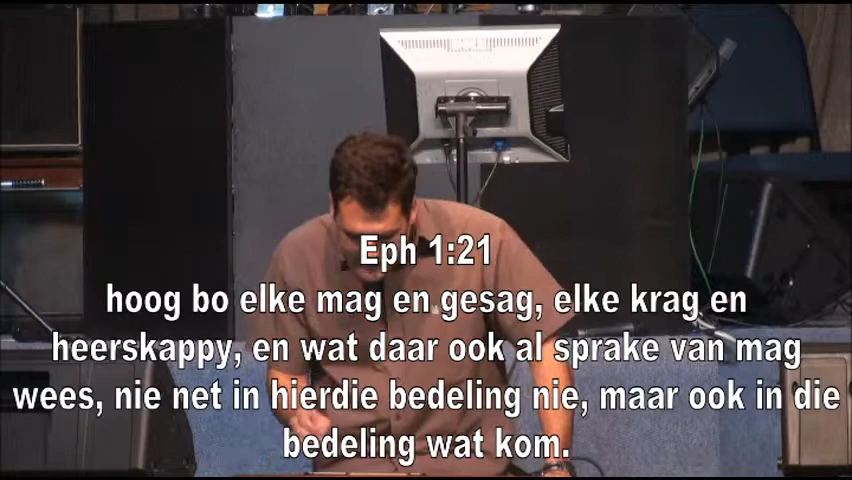 Eph 1:21
hoog bo elke mag en gesag, elke krag en
heerskappy, en wat daar ook al sprake van mag
wees, nie net in hierdie bedeling nie, maar ook in die
bedeling wat kom.